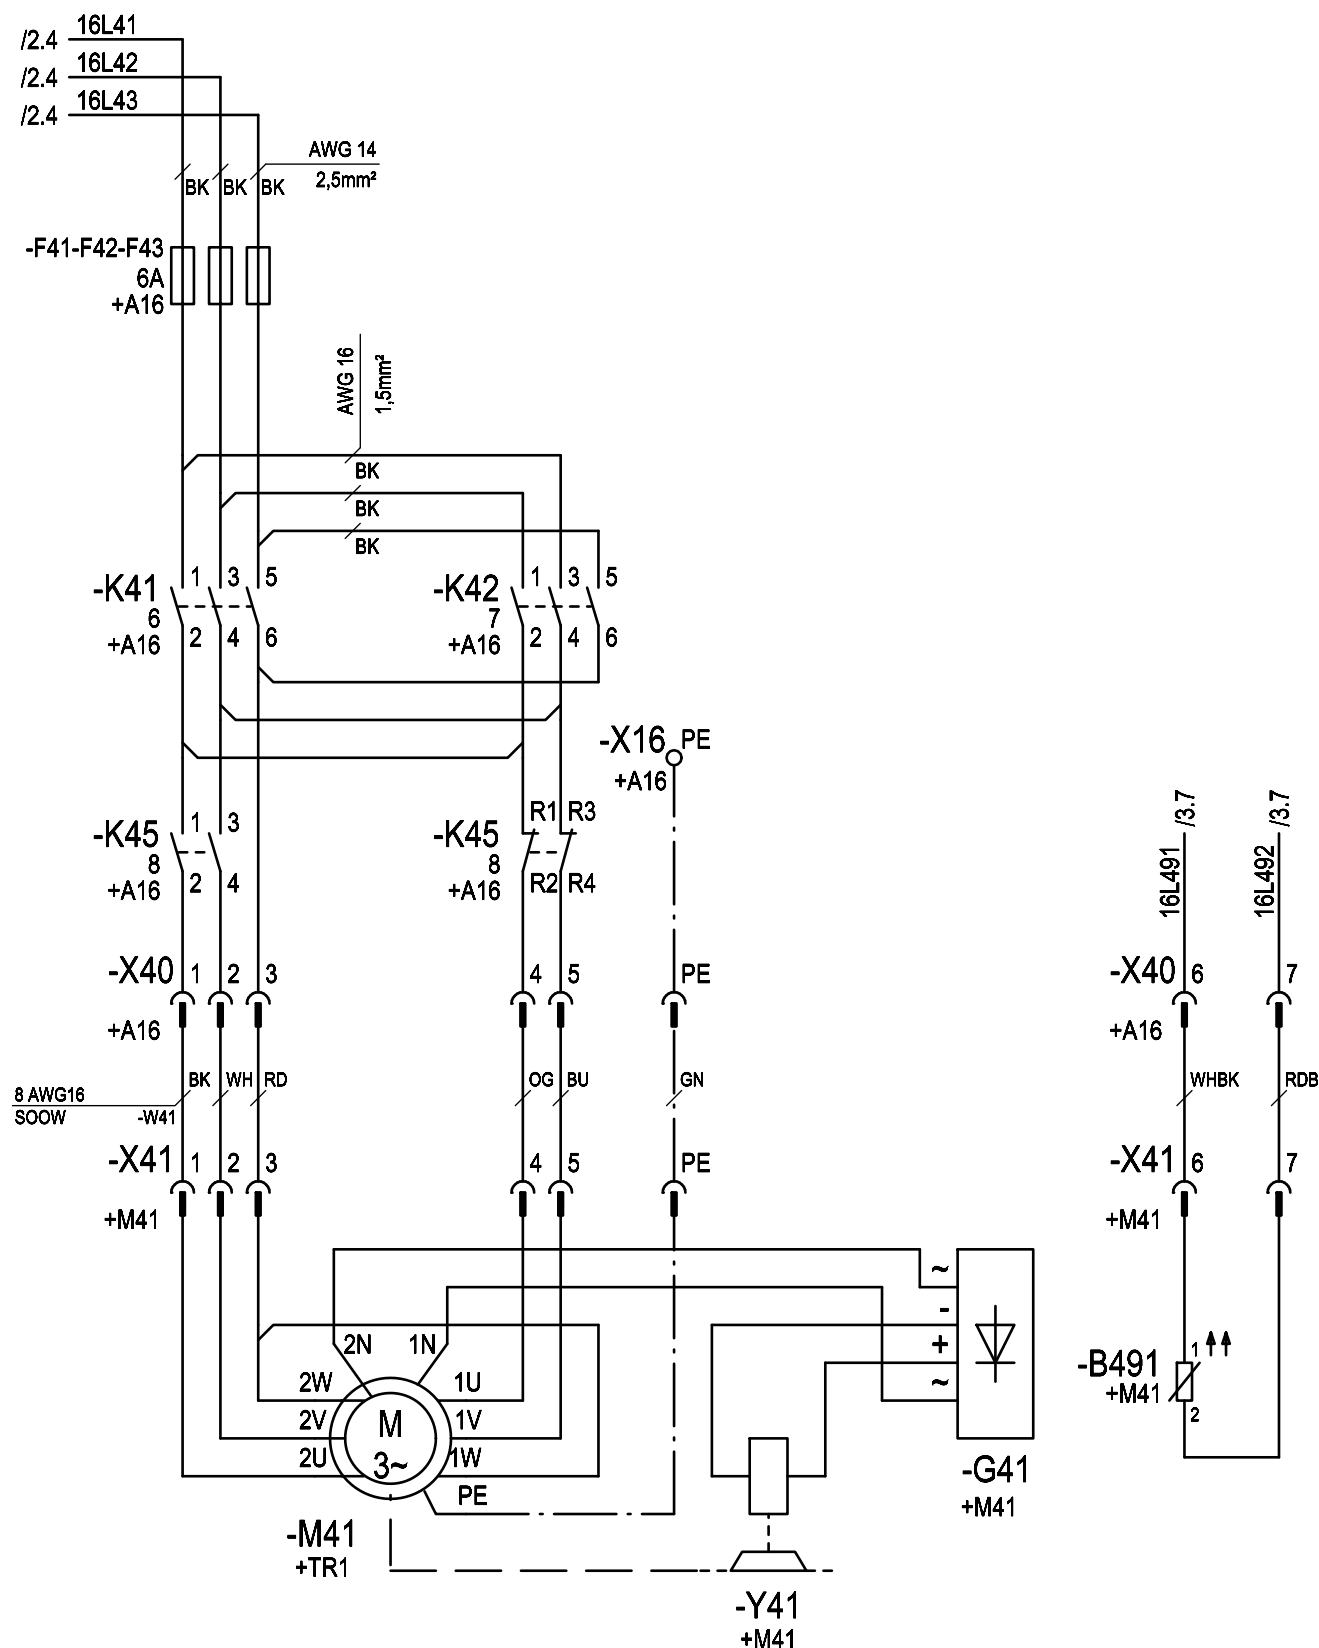 16L41
/2.4
16L42
/2.4
16L43
/2.4
AWG 14
2,5mm²
BK BK BK
-F41-F42-F43
6A
+A16
AWG 16
1,5mm²
BK
BK
BK
-K41 1 3 5
6
+A16 2 4 6
-K42 1 3 5
7
+A16 2 4 6
-X16 PE
+A16
-K45 1 3
8
+A16 2 4
-K45 R1 R3
8
+A16 R2 R4
16L491 /3.7
16L492 /3.7
-X40 1 2 3 4 5 PE
+A16
-X40 6 7
+A16
BK WH RD OG BU GN
WHBK RDB
8 AWG16
SOOW -W41
-X41 1 2 3 4 5 PE
+M41
-X41 6 7
+M41
2N 1N
2W 1U
2V M 1V
2U 3~ 1W
PE
~
-
+
~
-G41
+M41
-B491 1
+M41
2
-M41
+TR1
-Y41
+M41